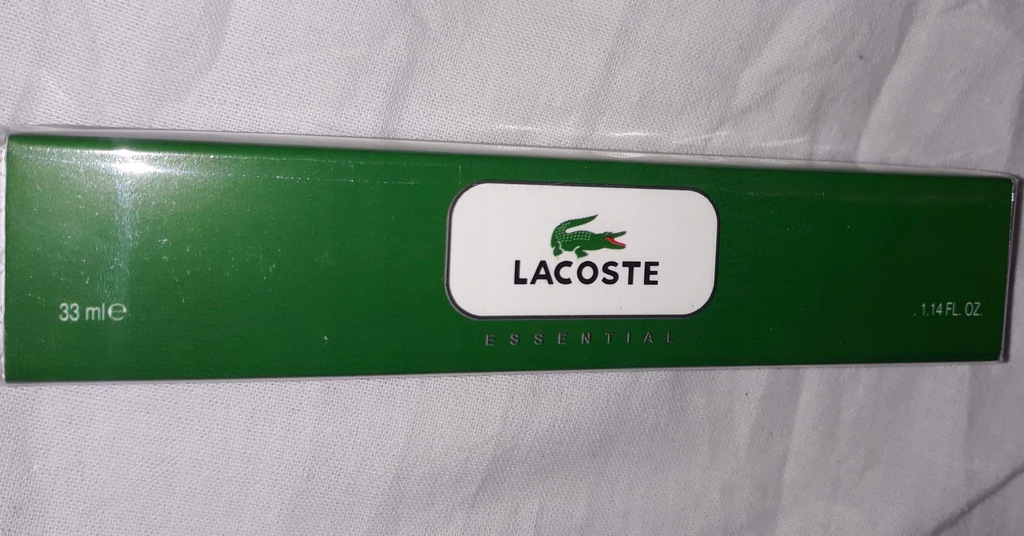 LACOSTE
33 ml℮
. 1.14 FL. OZ.
ESSENTIAL